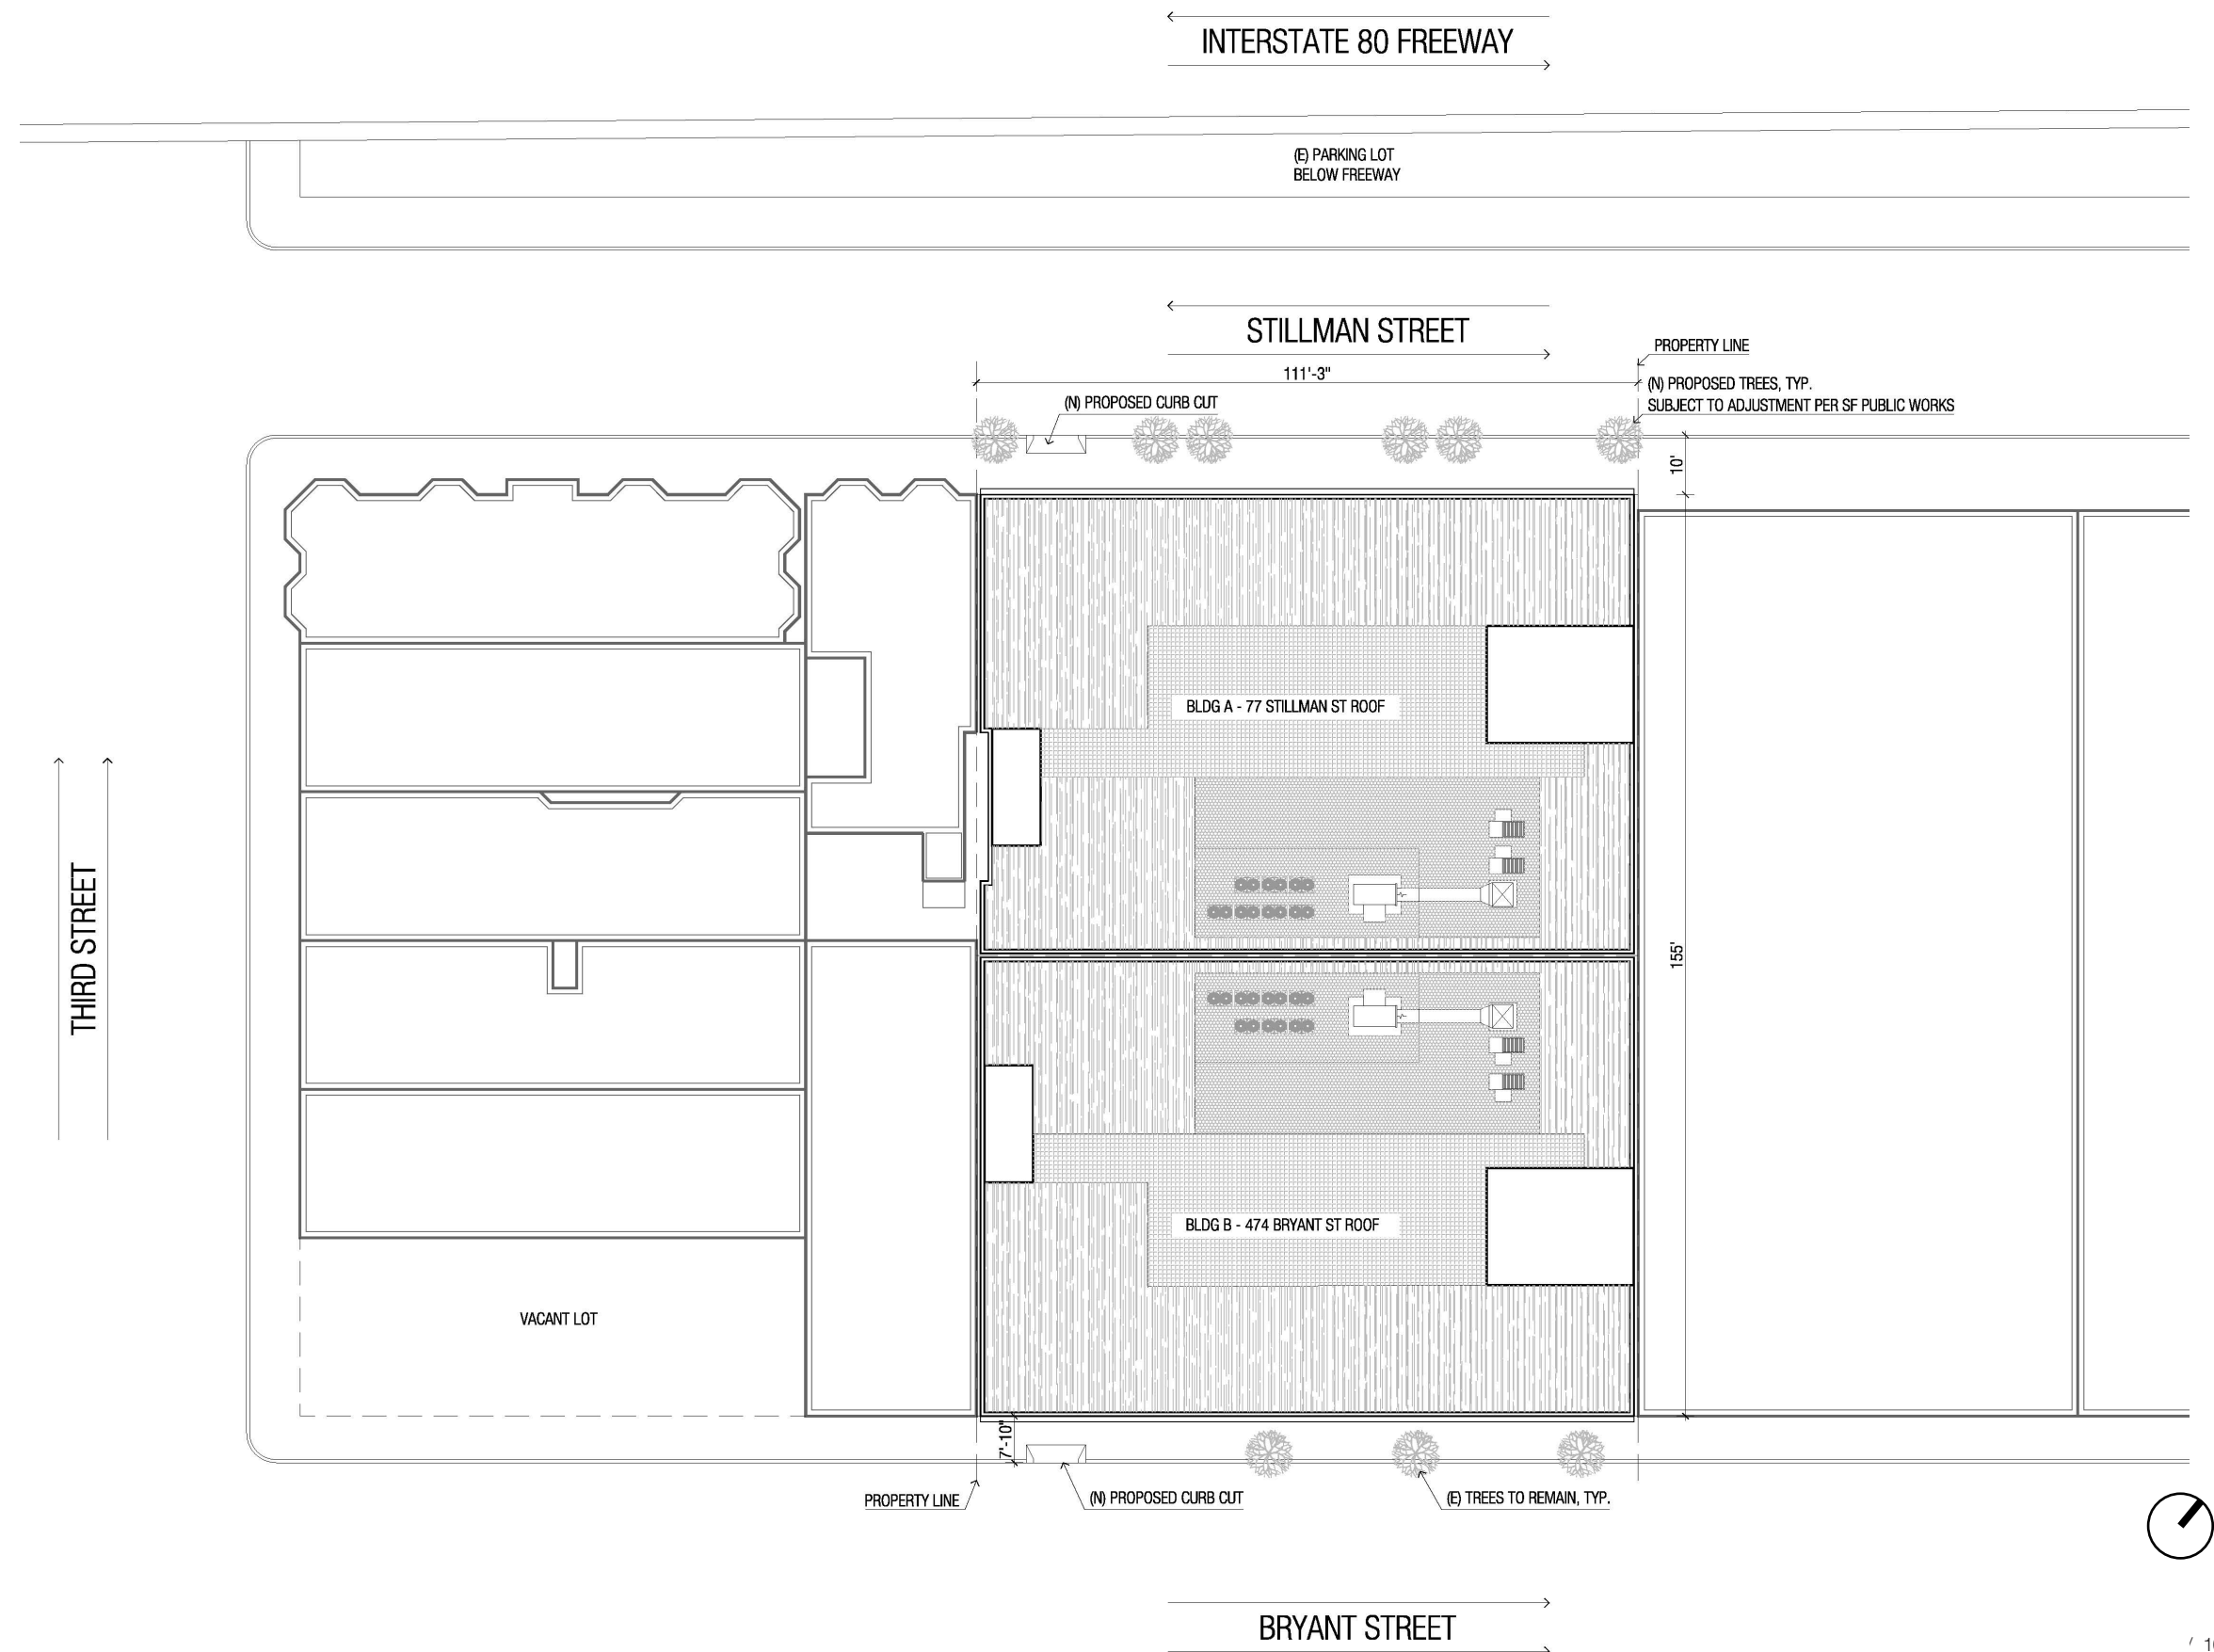 INTERSTATE 80 FREEWAY
(E) PARKING LOT
BELOW FREEWAY
STILLMAN STREET
PROPERTY LINE
111'-3"
(N) PROPOSED TREES, TYP.
SUBJECT TO ADJUSTMENT PER SF PUBLIC WORKS
(N) PROPOSED CURB CUT
10'
BLDG A - 77 STILLMAN ST ROOF
THIRD STREET
155'
BLDG B - 474 BRYANT ST ROOF
VACANT LOT
7'-10"
PROPERTY LINE
(N) PROPOSED CURB CUT
(E) TREES TO REMAIN, TYP.
BRYANT STREET